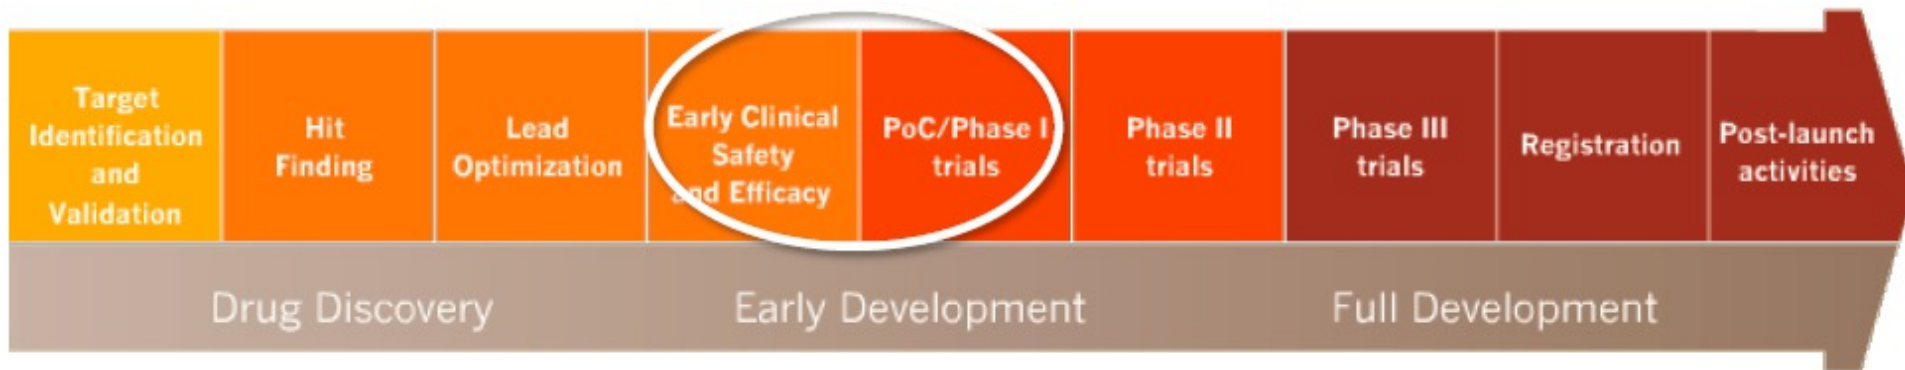 Target
Identification
and
Validation
Hit
Finding
Lead
Optimization
Early Clinical
Safety
and Efficacy
PoC/Phase I
trials
Phase II
trials
Phase III
trials
Registration
Post-launch
activities
Drug Discovery
Early Development
Full Development